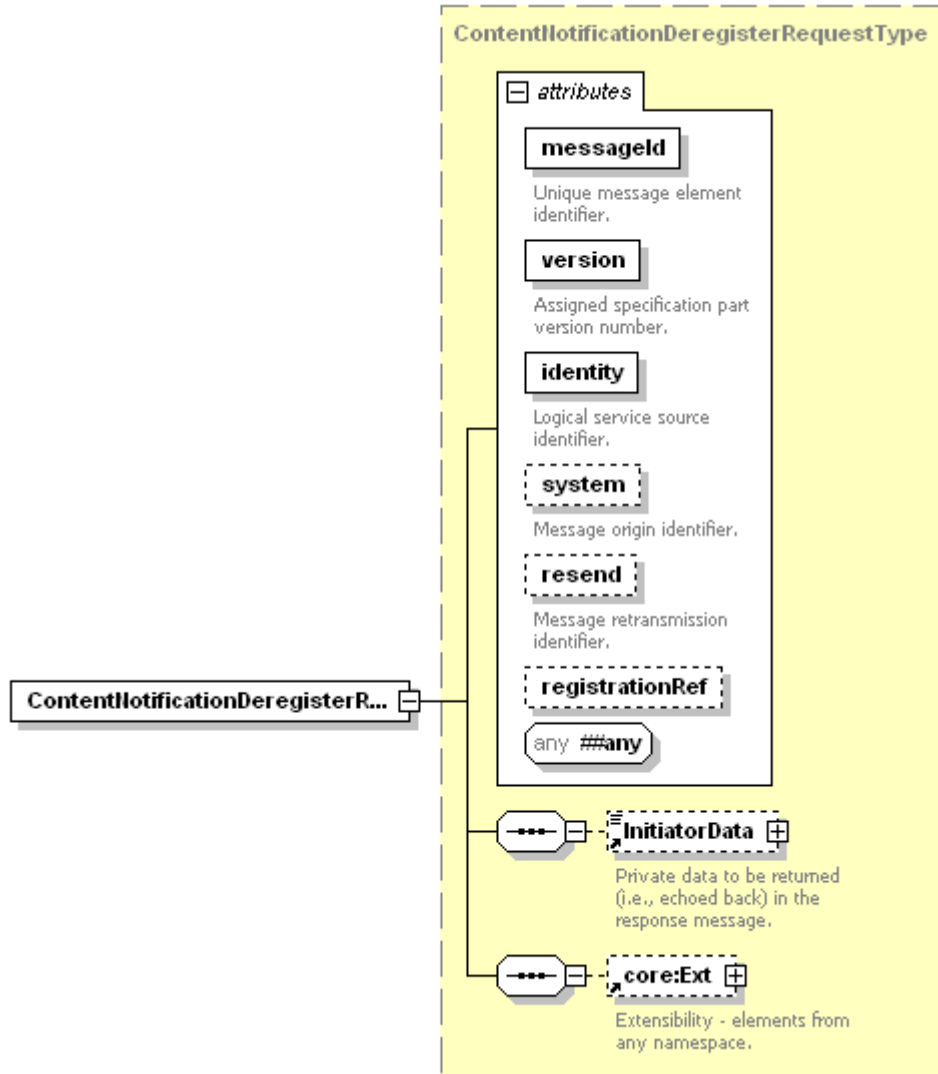 ContentNotificationDeregisterRequestType
attributes
messageId
Unique message element
identifier.
version
Assigned specification part
version number.
identity
Logical service source
identifier.
system
Message origin identifier.
resend
Message retransmission
identifier.
registrationRef
any ##any
ContentNotificationDeregisterR...
InitiatorData
Private data to be returned
(i.e., echoed back) in the
response message.
core:Ext
Extensibility - elements from
any namespace.